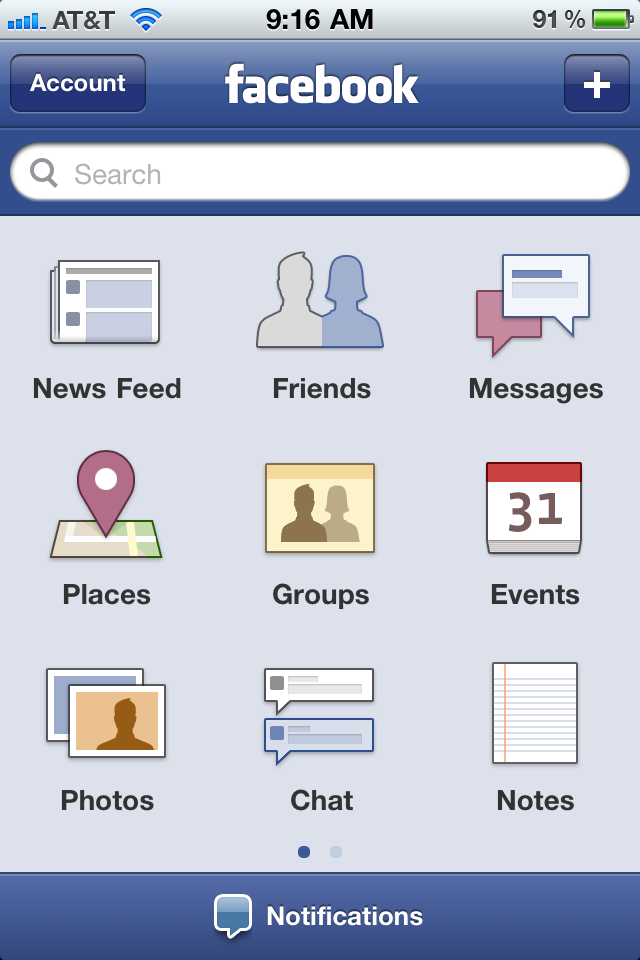 AT&T 9:16 AM 91 %
Account facebook +
Search
News Feed Friends Messages
31
Places Groups Events
Photos Chat Notes
Notifications